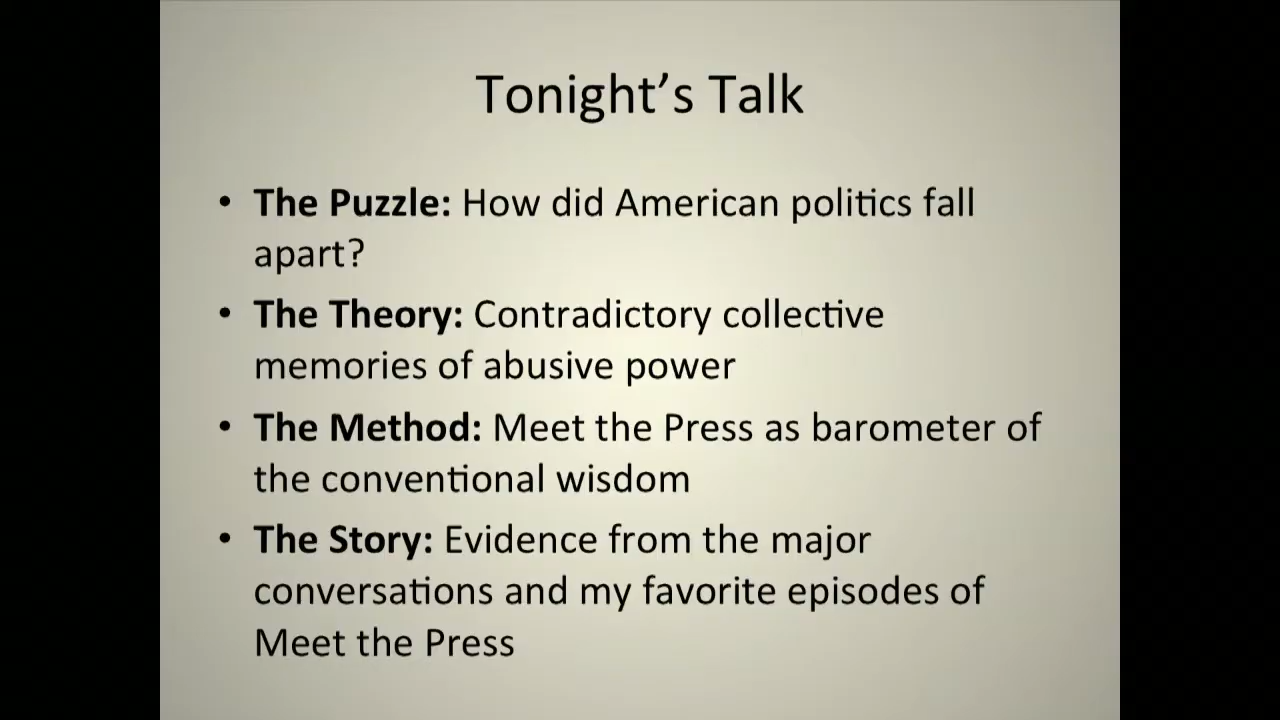 Tonight’s Talk
• The Puzzle: How did American politics fall
apart?
• The Theory: Contradictory collective
memories of abusive power
• The Method: Meet the Press as barometer of
the conventional wisdom
• The Story: Evidence from the major
conversations and my favorite episodes of
Meet the Press